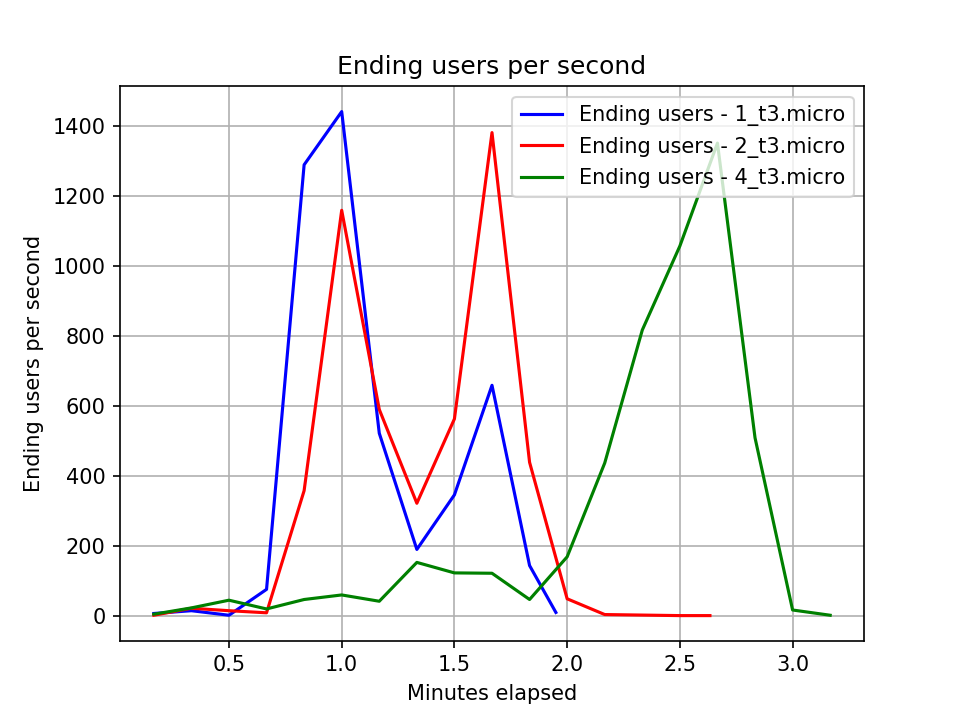 Ending users per second
Ending users - 1_t3.micro
Ending users - 2_t3.micro
Ending users - 4_t3.micro
Ending users per second
1400
1200
1000
800
600
400
200
0
0.5 1.0 1.5 2.0 2.5 3.0
Minutes elapsed